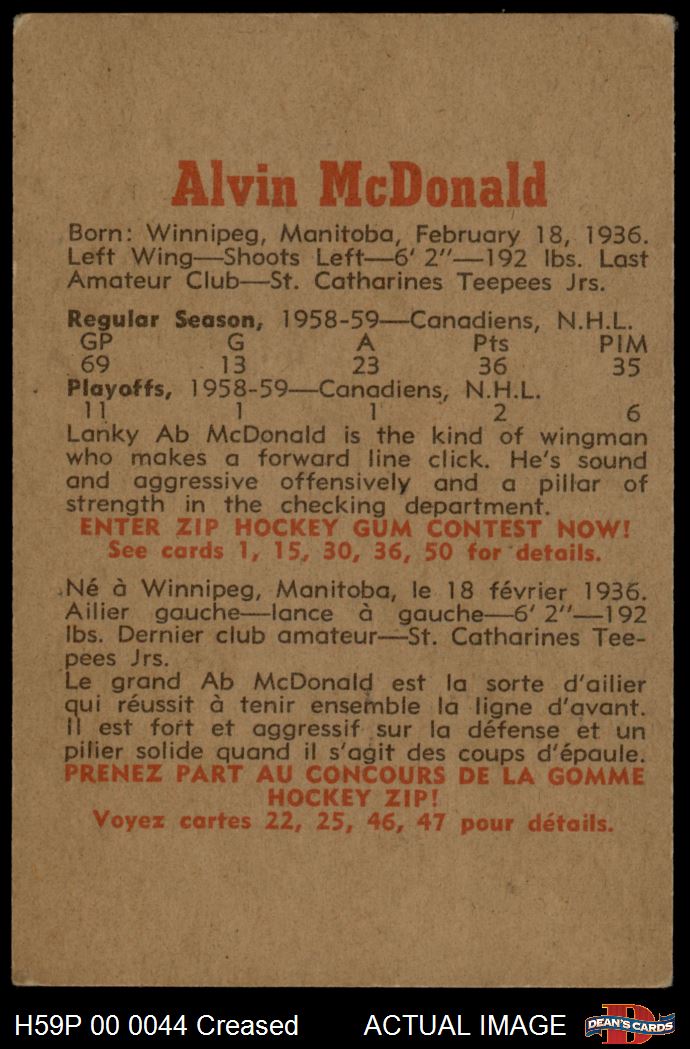 Alvin McDonald
Born: Winnipeg, Manitoba, February 18, 1936.
Left Wing—Shoots Left—6' 2"—192 lbs. Last
Amateur Club—St. Catharines Teepees Jrs.
Regular Season, 1958-59—Canadiens, N.H.L.
GP G A Pts PIM
69 13 23 36 35
Playoffs, 1958-59—Canadiens, N.H.L.
11 1 1 2 6
Lanky Ab McDonald is the kind of wingman
who makes a forward line click. He's sound
and aggressive offensively and a pillar of
strength in the checking department.
ENTER ZIP HOCKEY GUM CONTEST NOW!
See cards 1, 15, 30, 36, 50 for details.
Né à Winnipeg, Manitoba, le 18 février 1936.
Ailier gauche—lance à gauche—6' 2"—192
lbs. Dernier club amateur—St. Catharines Tee-
pees Jrs.
Le grand Ab McDonald est la sorte d'ailier
qui réussit à tenir ensemble la ligne d'avant.
Il est fort et aggressif sur la défense et un
pilier solide quand il s'agit des coups d'épaule.
PRENEZ PART AU CONCOURS DE LA GOMME
HOCKEY ZIP!
Voyez cartes 22, 25, 46, 47 pour détails.
H59P 00 0044 Creased ACTUAL IMAGE DEAN'S CARDS